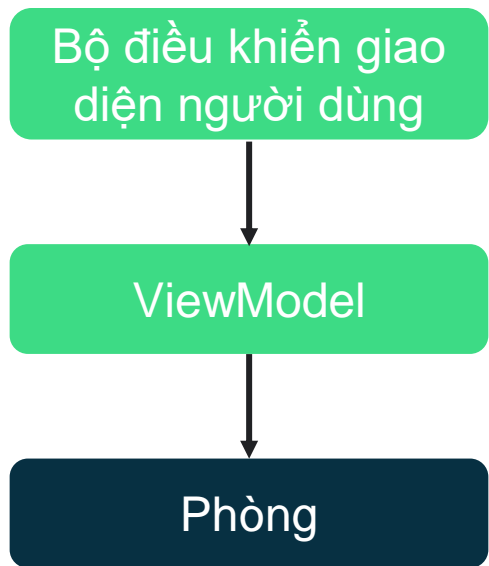 Bộ điều khiển giao
diện người dùng
ViewModel
Phòng